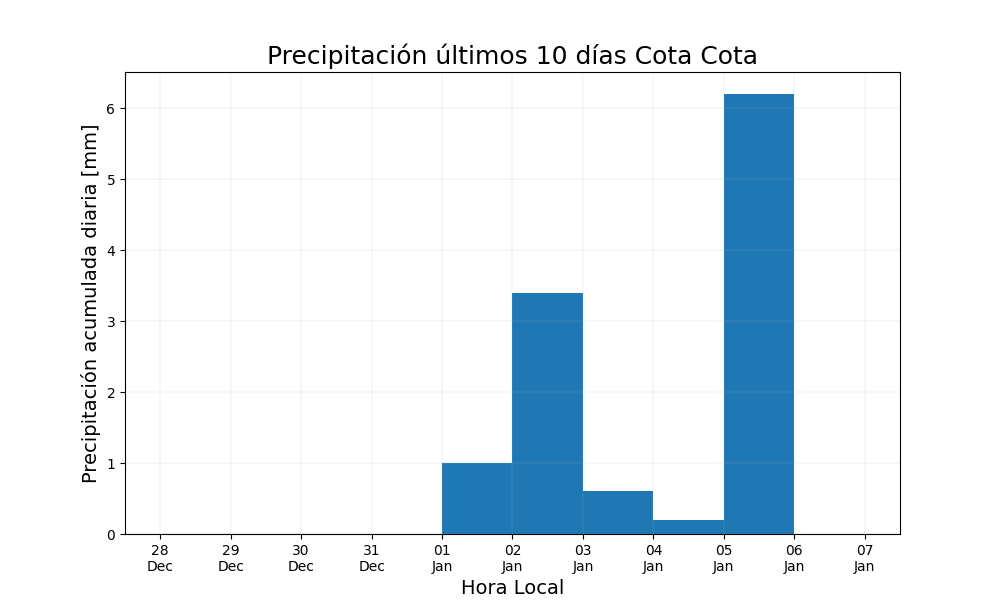 Precipitación últimos 10 días Cota Cota
Precipitación acumulada diaria [mm]
6
5
4
3
2
1
0
28 Dec
29 Dec
30 Dec
31 Dec
01 Jan
02 Jan
03 Jan
04 Jan
05 Jan
06 Jan
07 Jan
Hora Local